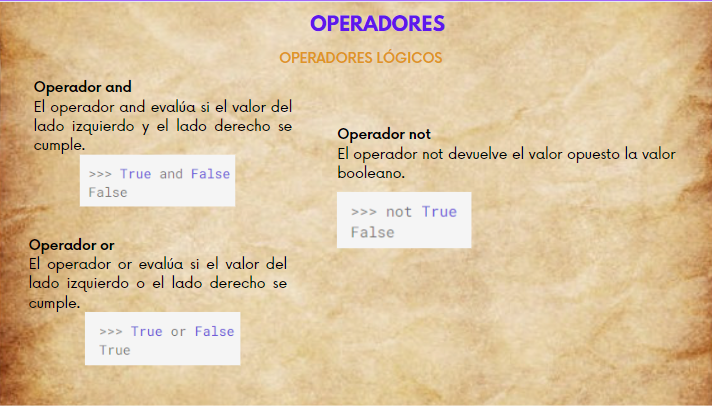 OPERADORES
OPERADORES LÓGICOS
Operador and
El operador and evalúa si el valor del
lado izquierdo y el lado derecho se
cumple.
>>> True and False
False
Operador or
El operador or evalúa si el valor del
lado izquierdo o el lado derecho se
cumple.
>>> True or False
True
Operador not
El operador not devuelve el valor opuesto la valor
booleano.
>>> not True
False